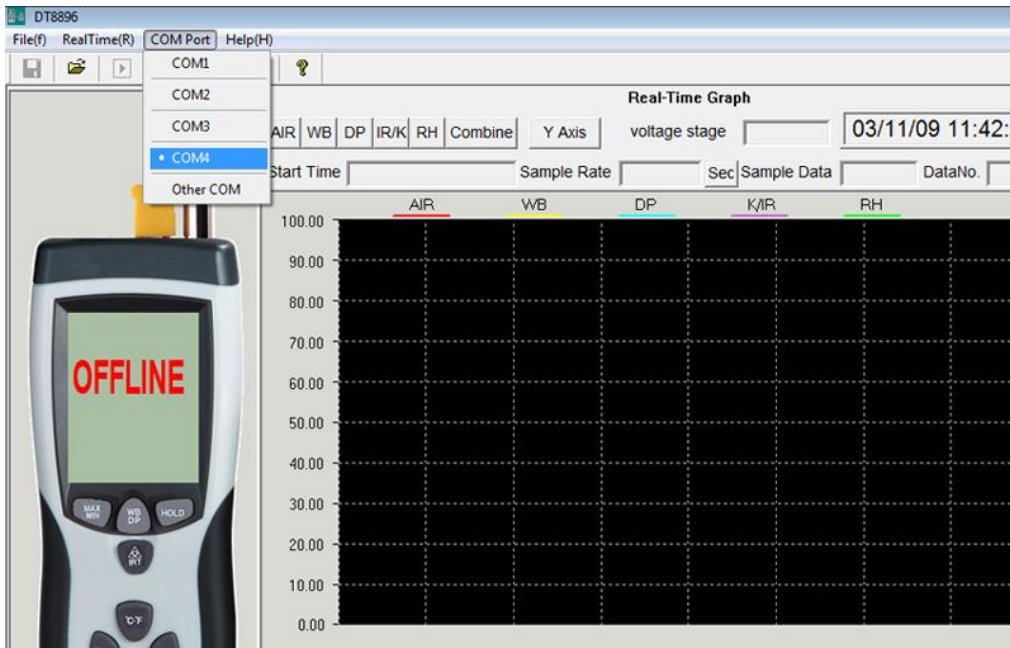 DT8896
File(f) RealTime(R) COM Port Help(H)
COM1
COM2
COM3
COM4
Other COM
Real-Time Graph
AIR WB DP IR/K RH Combine Y Axis voltage stage 03/11/09 11:42:
Start Time Sample Rate Sec Sample Data DataNo.
AIR WB DP K/IR RH
100.00
90.00
80.00
70.00
60.00
50.00
40.00
30.00
20.00
10.00
0.00
OFFLINE
MAX MIN WB DP HOLD
IRT
°C·°F